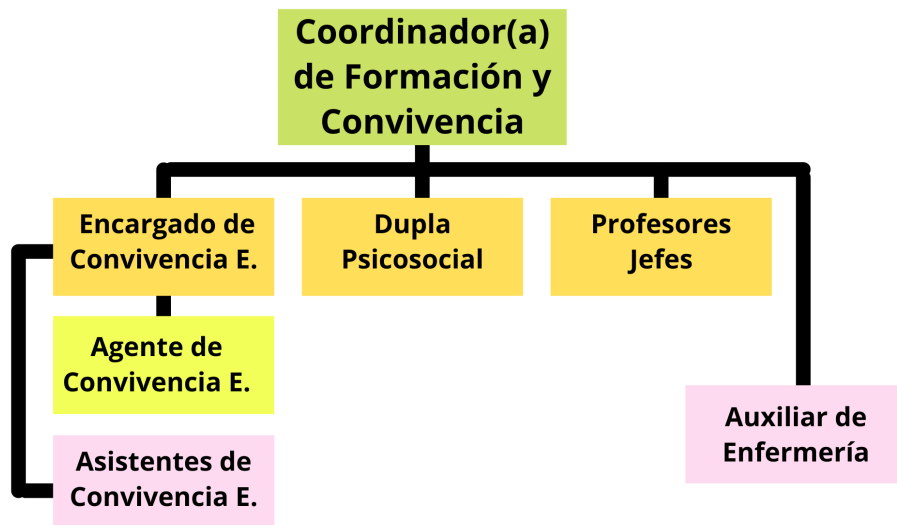 Coordinador(a)
de Formación y
Convivencia
Encargado de
Convivencia E.
Dupla
Psicosocial
Profesores
Jefes
Agente de
Convivencia E.
Asistentes de
Convivencia E.
Auxiliar de
Enfermería